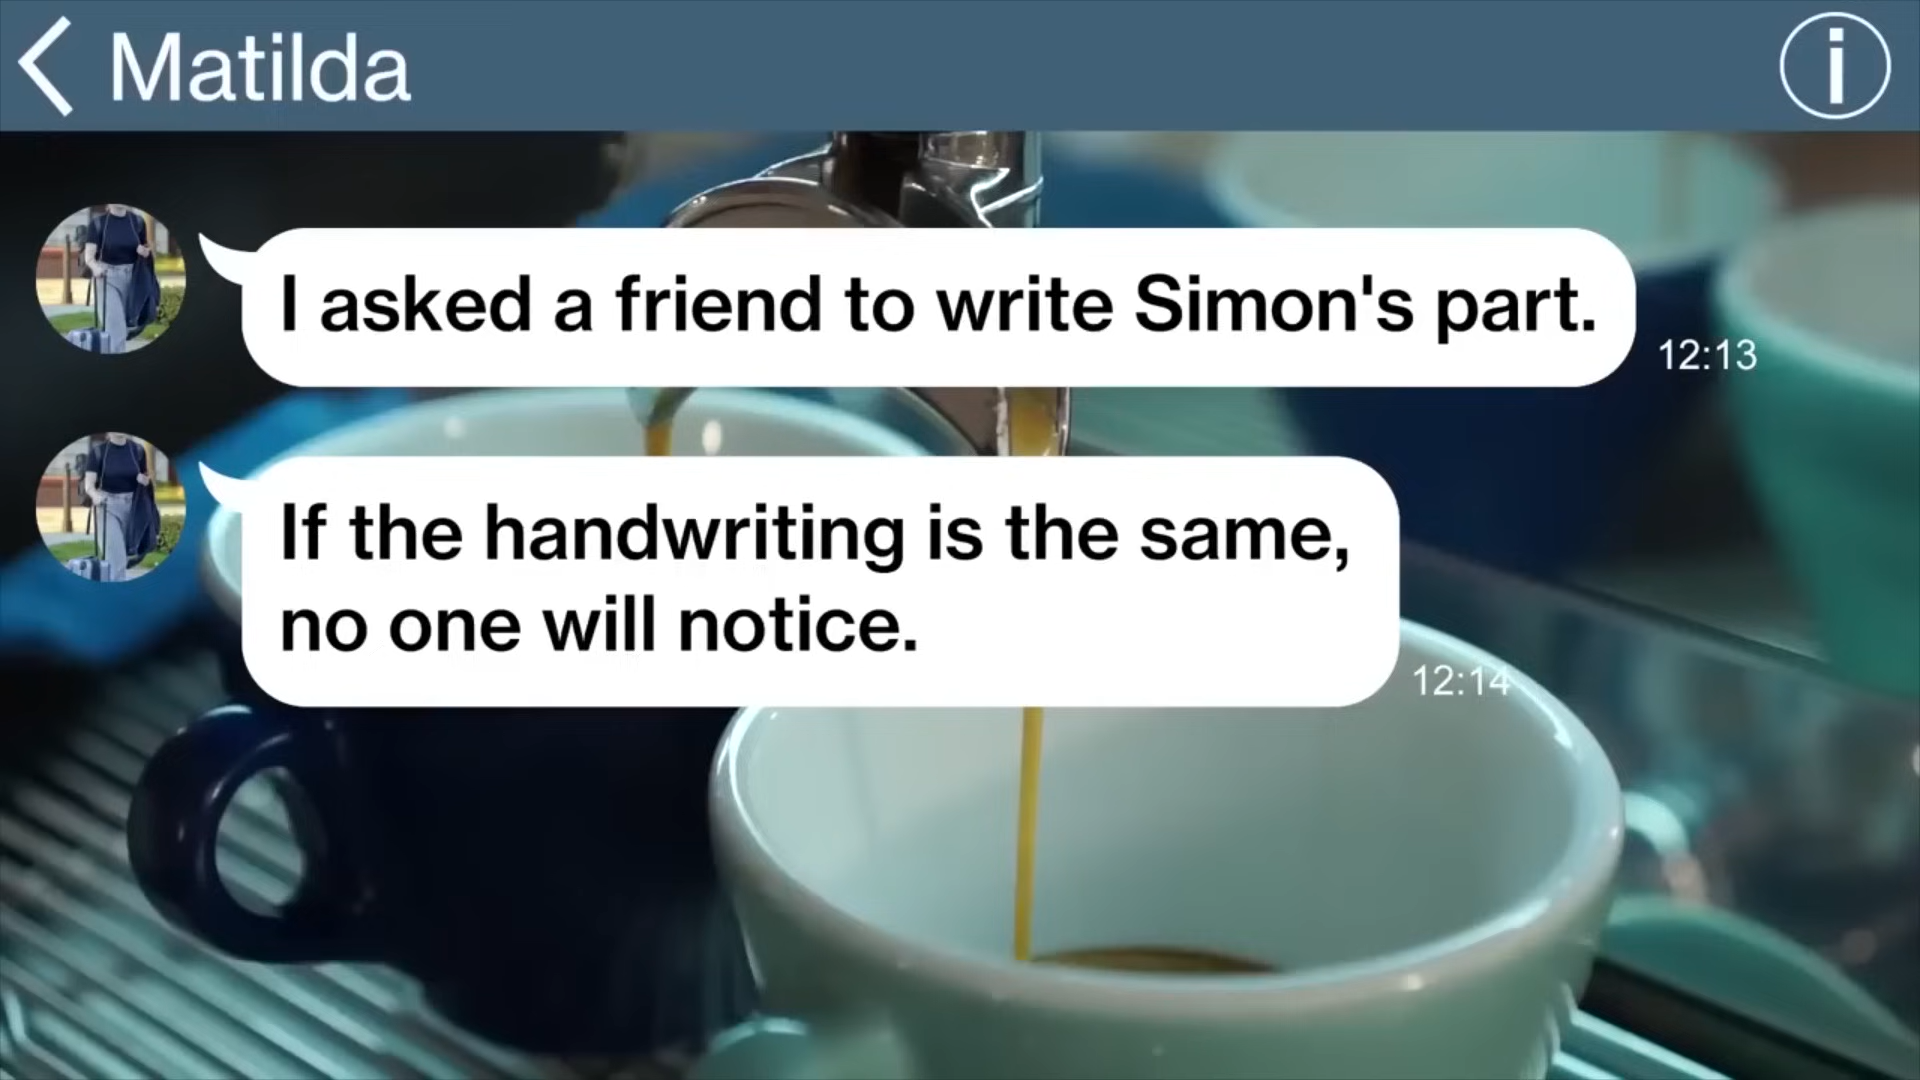 Matilda
I asked a friend to write Simon's part.
12:13
If the handwriting is the same,
no one will notice.
12:14